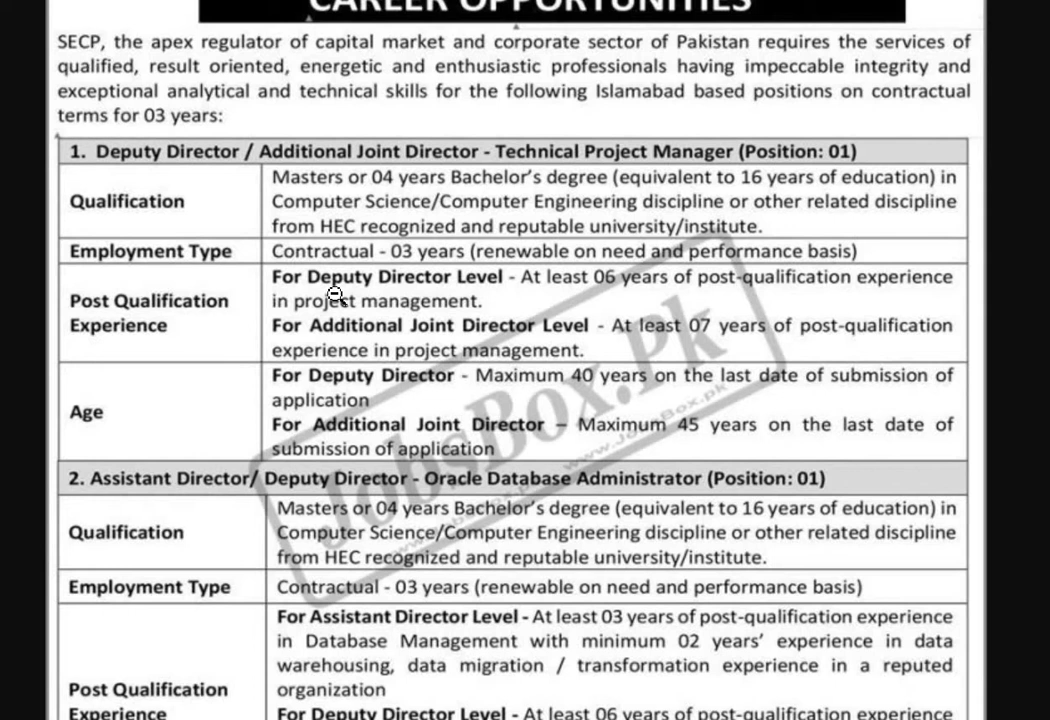 CAREER OPPORTUNITIES
SECP, the apex regulator of capital market and corporate sector of Pakistan requires the services of
qualified, result oriented, energetic and enthusiastic professionals having impeccable integrity and
exceptional analytical and technical skills for the following Islamabad based positions on contractual
terms for 03 years:
1. Deputy Director / Additional Joint Director - Technical Project Manager (Position: 01)
Qualification
Masters or 04 years Bachelor's degree (equivalent to 16 years of education) in
Computer Science/Computer Engineering discipline or other related discipline
from HEC recognized and reputable university/institute.
Employment Type
Contractual - 03 years (renewable on need and performance basis)
Post Qualification
Experience
For Deputy Director Level - At least 06 years of post-qualification experience
in project management.
For Additional Joint Director Level - At least 07 years of post-qualification
experience in project management.
Age
For Deputy Director - Maximum 40 years on the last date of submission of
application
For Additional Joint Director – Maximum 45 years on the last date of
submission of application
2. Assistant Director/ Deputy Director - Oracle Database Administrator (Position: 01)
Qualification
Masters or 04 years Bachelor's degree (equivalent to 16 years of education) in
Computer Science/Computer Engineering discipline or other related discipline
from HEC recognized and reputable university/institute.
Employment Type
Contractual - 03 years (renewable on need and performance basis)
Post Qualification
Experience
For Assistant Director Level - At least 03 years of post-qualification experience
in Database Management with minimum 02 years' experience in data
warehousing, data migration / transformation experience in a reputed
organization
For Deputy Director Level - At least 06 years of post-qualification experience
JobsBox.Pk
www.JobsBox.pk
www.JobsBox.pk